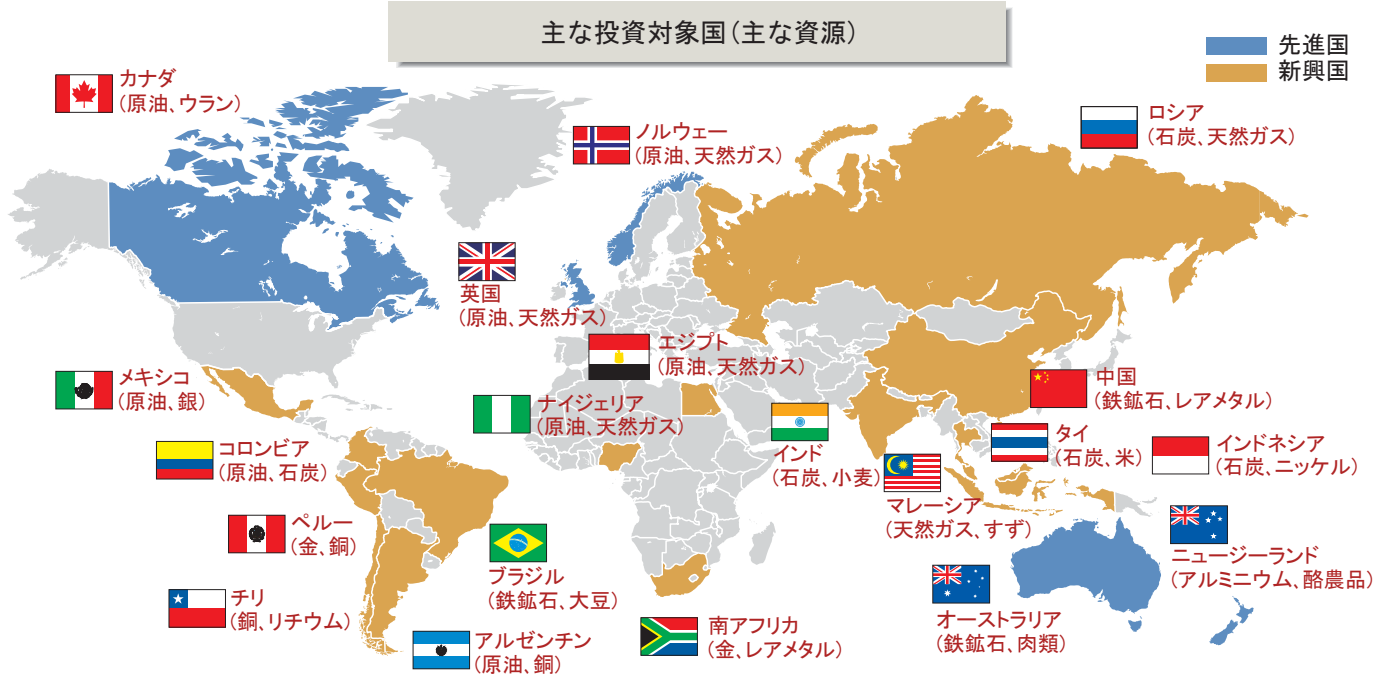 主な投資対象国（主な資源）
先進国
新興国
カナダ
（原油、ウラン）
ノルウェー
（原油、天然ガス）
ロシア
（石炭、天然ガス）
英国
（原油、天然ガス）
エジプト
（原油、天然ガス）
メキシコ
（原油、銀）
ナイジェリア
（原油、天然ガス）
中国
（鉄鉱石、レアメタル）
コロンビア
（原油、石炭）
インド
（石炭、小麦）
タイ
（石炭、米）
インドネシア
（石炭、ニッケル）
マレーシア
（天然ガス、すず）
ペルー
（金、銅）
ブラジル
（鉄鉱石、大豆）
ニュージーランド
（アルミニウム、酪農品）
チリ
（銅、リチウム）
オーストラリア
（鉄鉱石、肉類）
アルゼンチン
（原油、銅）
南アフリカ
（金、レアメタル）